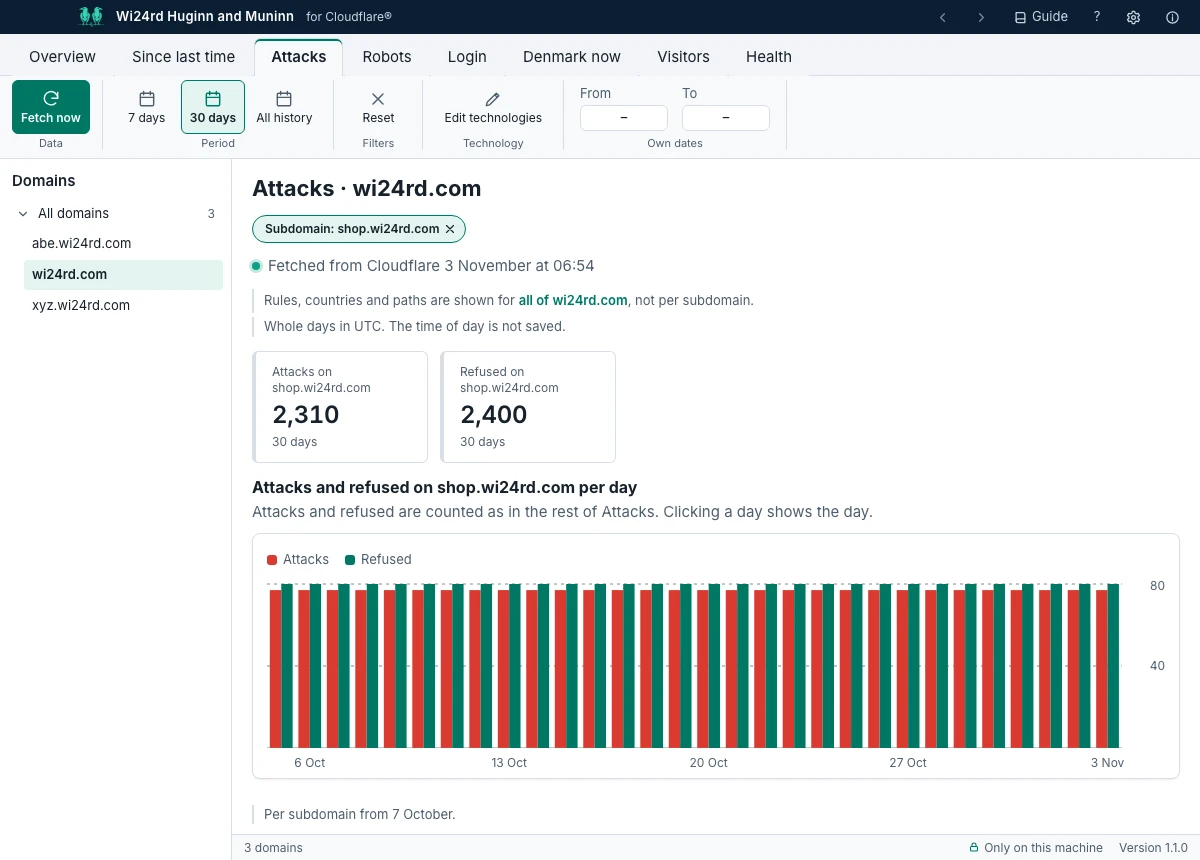 Wi24rd Huginn and Muninn for Cloudflare®
Guide ?
Overview Since last time Attacks Robots Login Denmark now Visitors Health
Fetch now
Data
7 days 30 days All history
Period
Reset
Filters
Edit technologies
Technology
From To
– –
Own dates
Domains
All domains 3
abe.wi24rd.com
wi24rd.com
xyz.wi24rd.com
Attacks · wi24rd.com
Subdomain: shop.wi24rd.com
Fetched from Cloudflare 3 November at 06:54
Rules, countries and paths are shown for all of wi24rd.com, not per subdomain.
Whole days in UTC. The time of day is not saved.
Attacks on
shop.wi24rd.com
2,310
30 days
Refused on
shop.wi24rd.com
2,400
30 days
Attacks and refused on shop.wi24rd.com per day
Attacks and refused are counted as in the rest of Attacks. Clicking a day shows the day.
Attacks Refused
80
40
6 Oct 13 Oct 20 Oct 27 Oct 3 Nov
Per subdomain from 7 October.
3 domains Only on this machine Version 1.1.0